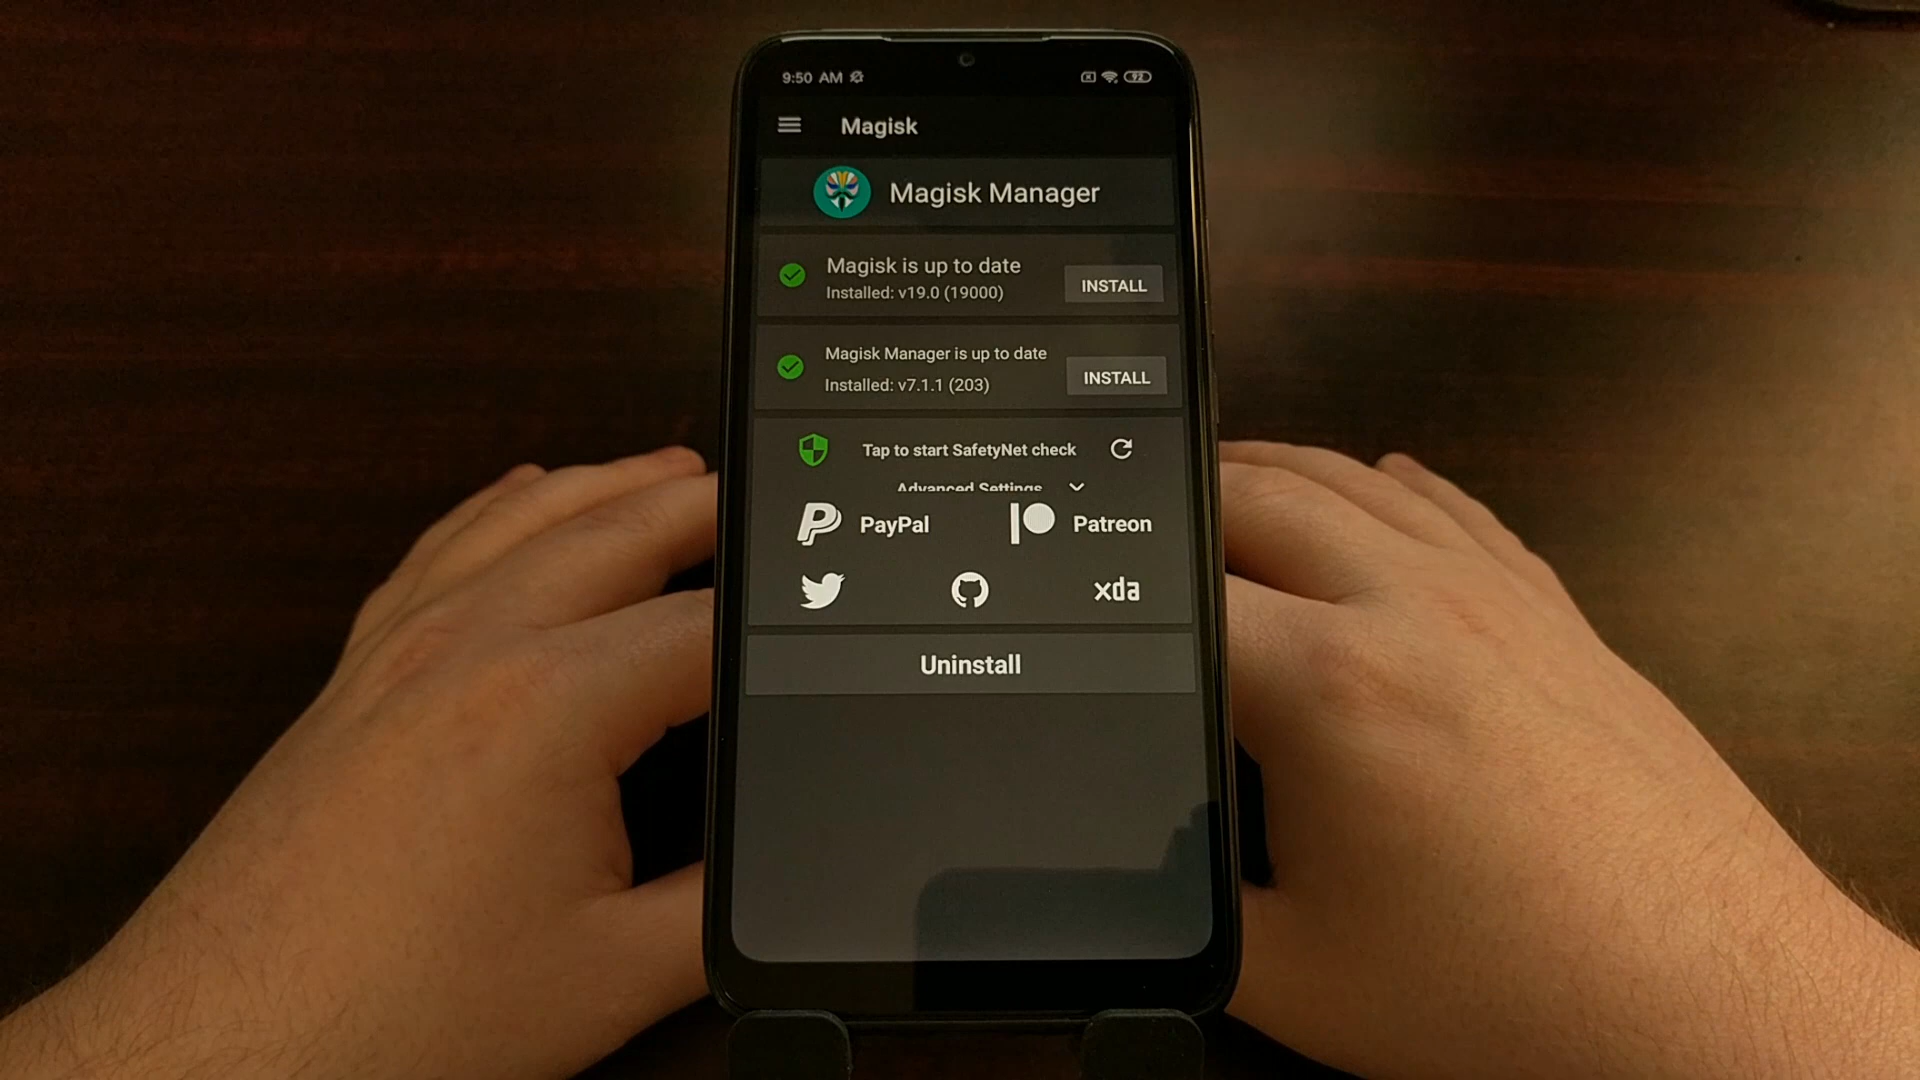 9:50 AM
92
Magisk
Magisk Manager
Magisk is up to date
Installed: v19.0 (19000)
INSTALL
Magisk Manager is up to date
Installed: v7.1.1 (203)
INSTALL
Tap to start SafetyNet check
Advanced Settings
PayPal
Patreon
xda
Uninstall